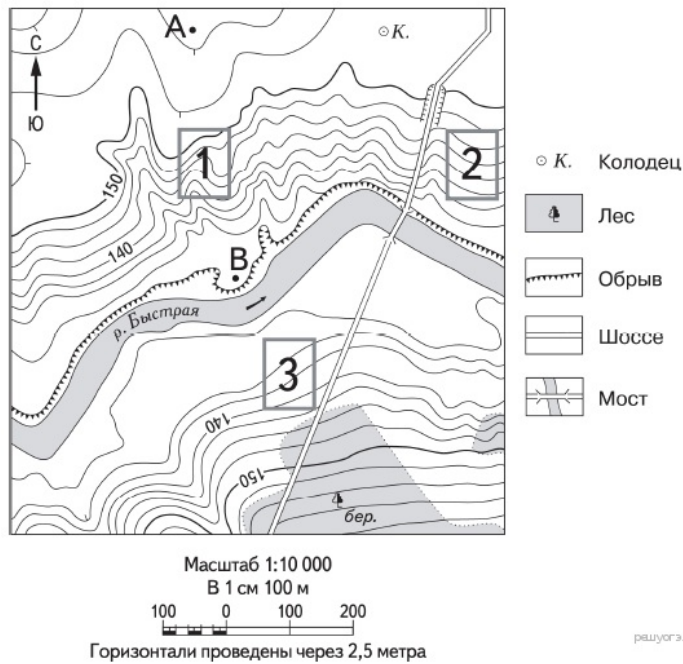 А
К.
С
Ю
1
2
150
140
В
р. Быстрая
3
140
150
бер.
К. Колодец
Лес
Обрыв
Шоссе
Мост
Масштаб 1:10 000
В 1 см 100 м
100 0 100 200
Горизонтали проведены через 2,5 метра
решуогэ